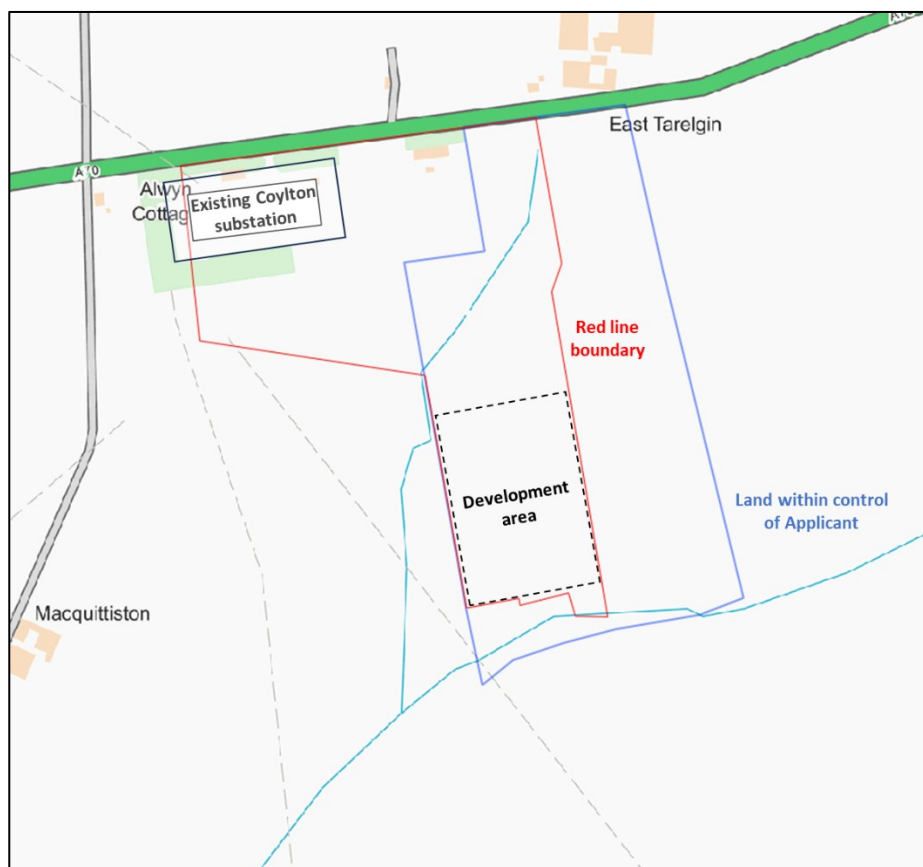 East Tarelgin
A70
Alwyn
Cottag
Existing Coylton
substation
Red line
boundary
Development
area
Land within control
of Applicant
Macquittiston